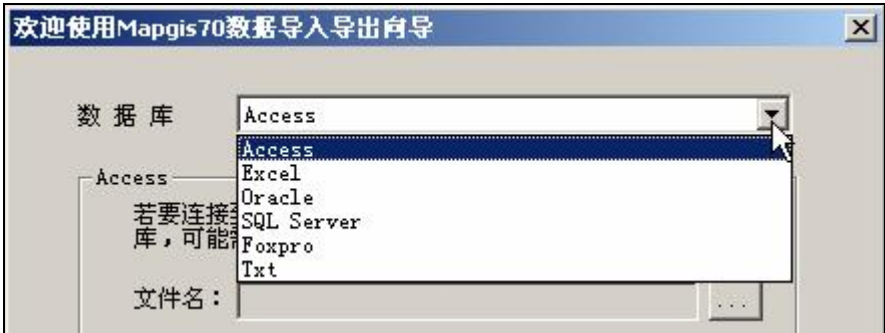 欢迎使用Mapgis70数据导入导出向导
数 据 库
Access
Access
Excel
Oracle
SQL Server
Foxpro
Txt
Access
若要连接
库，可能
文件名：
...